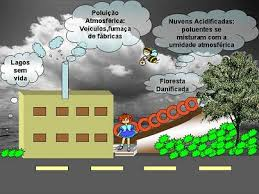 Poluição
Atmosférica:
Veículos,fumaça
de fábricas
Nuvens Acidificadas:
poluentes se
misturam com a
umidade atmosférica
Lagos
sem
vida
Floresta
Danificada